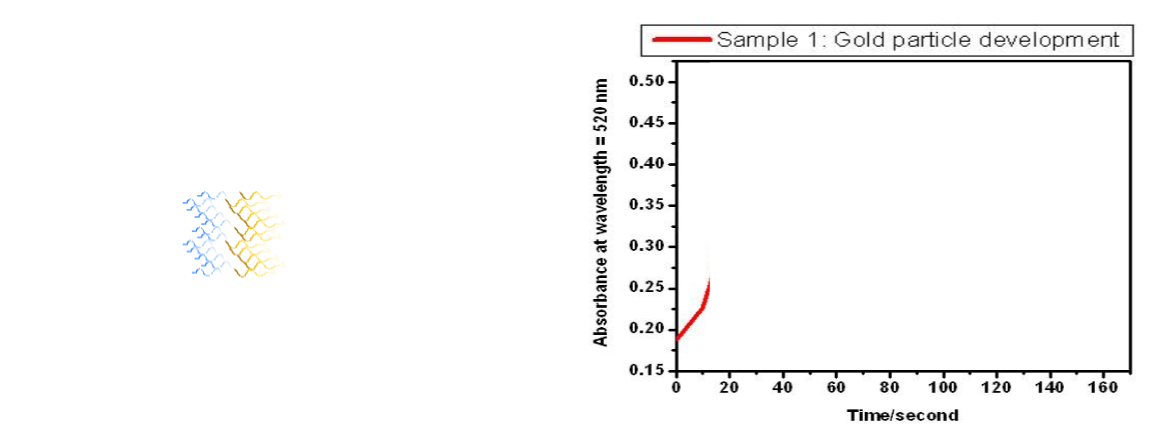 Sample 1: Gold particle development
Absorbance at wavelength = 520 nm
0.50
0.45
0.40
0.35
0.30
0.25
0.20
0.15
0 20 40 60 80 100 120 140 160
Time/second